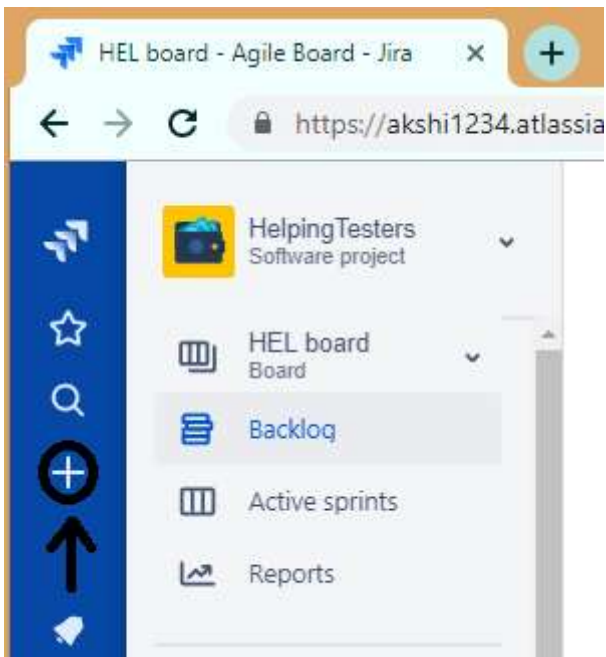 HEL board - Agile Board - Jira
https://akshi1234.atlassia
HelpingTesters
Software project
HEL board
Board
Backlog
Active sprints
Reports